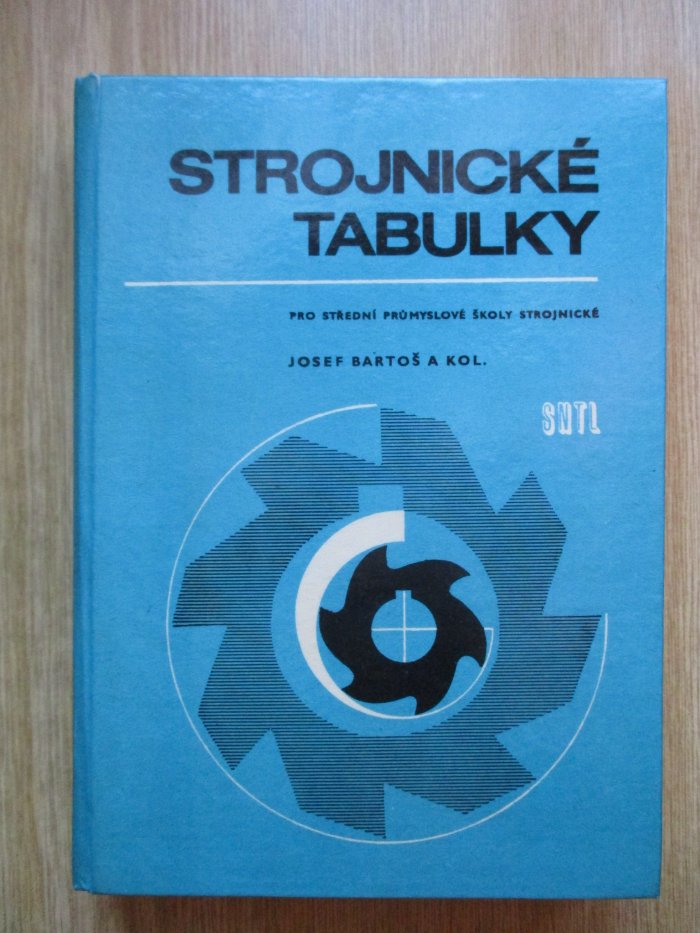 STROJNICKÉ
TABULKY
PRO STŘEDNÍ PRŮMYSLOVÉ ŠKOLY STROJNICKÉ
JOSEF BARTOŠ A KOL.
SNTL